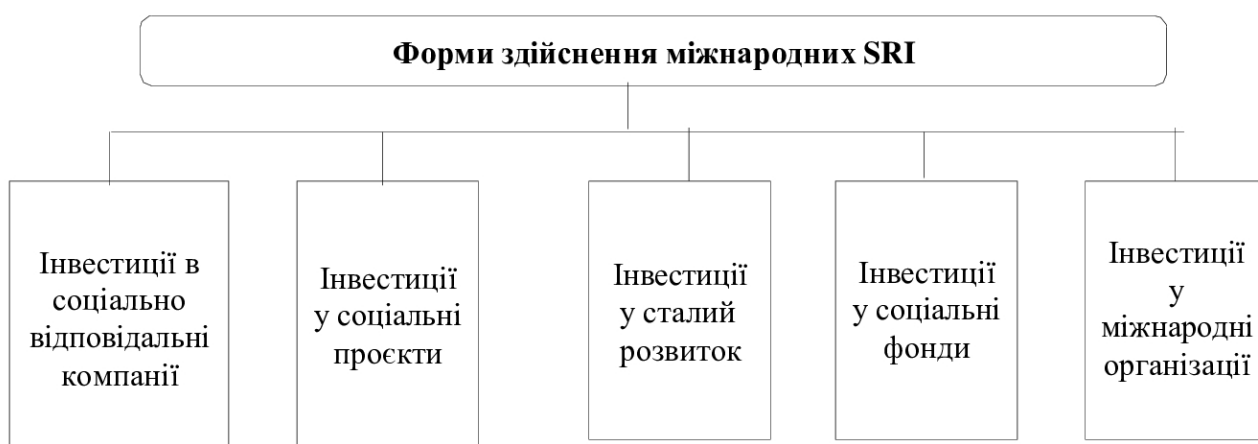 Форми здійснення міжнародних SRI
Інвестиції в
соціально
відповідальні
компанії
Інвестиції
у соціальні
проєкти
Інвестиції
у сталий
розвиток
Інвестиції
у соціальні
фонди
Інвестиції
у
міжнародні
організації